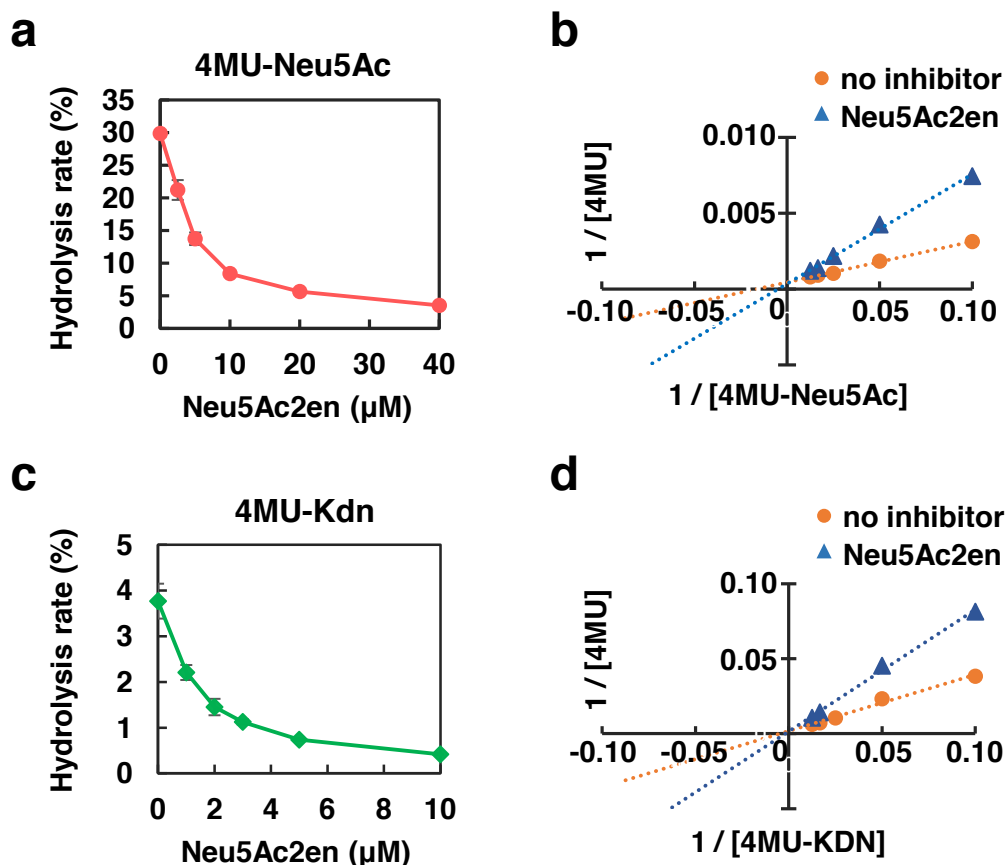 a
4MU-Neu5Ac
Hydrolysis rate (%)
35
30
25
20
15
10
5
0
0 10 20 30 40
Neu5Ac2en (µM)
b
no inhibitor
Neu5Ac2en
1 / [4MU]
0.010
0.005
-0.10 -0.05 0 0.05 0.10
1 / [4MU-Neu5Ac]
c
4MU-Kdn
Hydrolysis rate (%)
5
4
3
2
1
0
0 2 4 6 8 10
Neu5Ac2en (µM)
d
no inhibitor
Neu5Ac2en
1 / [4MU]
0.10
0.05
-0.10 -0.05 0 0.05 0.10
1 / [4MU-KDN]